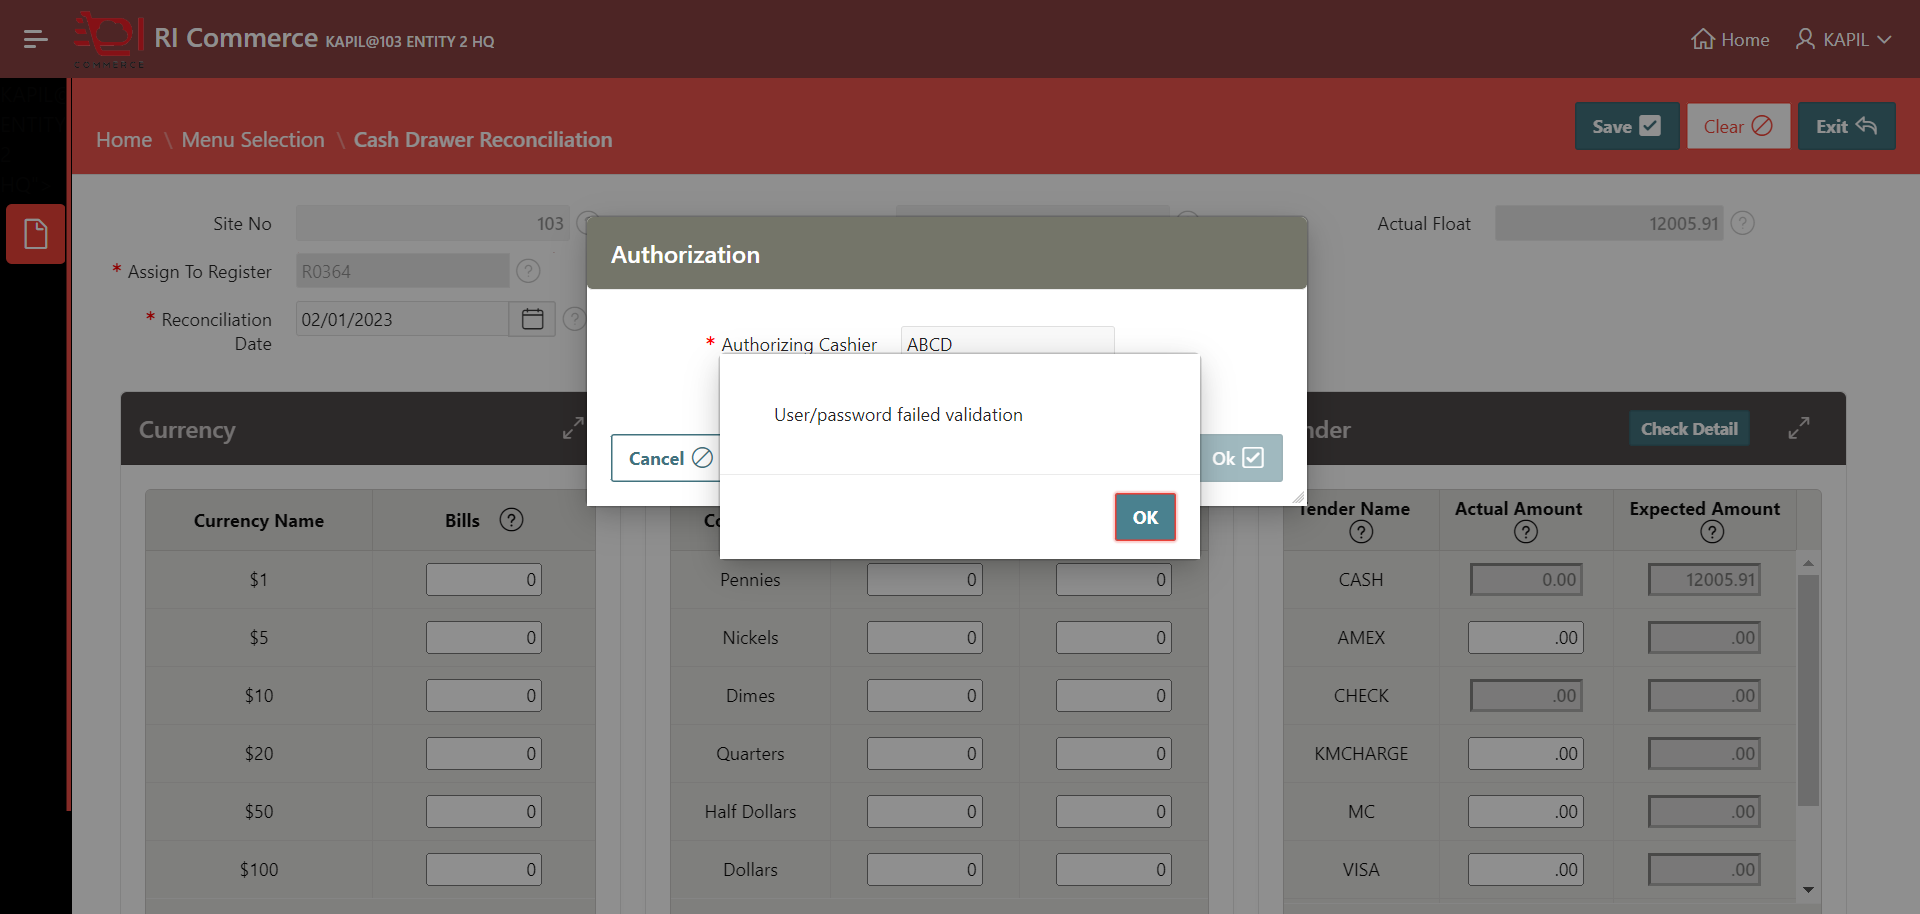 RI Commerce KAPIL@103 ENTITY 2 HQ
Home KAPIL
COMMERCE
Home \ Menu Selection \ Cash Drawer Reconciliation
Save Clear Exit
Site No 103
Actual Float 12005.91
* Assign To Register R0364
* Reconciliation Date 02/01/2023
Authorization
* Authorizing Cashier ABCD
User/password failed validation
Cancel
Ok
OK
Currency
nder
Check Detail
Currency Name Bills
Co
Tender Name Actual Amount Expected Amount
$1 0 Pennies 0 0 CASH 0.00 12005.91
$5 0 Nickels 0 0 AMEX .00 .00
$10 0 Dimes 0 0 CHECK .00 .00
$20 0 Quarters 0 0 KMCHARGE .00 .00
$50 0 Half Dollars 0 0 MC .00 .00
$100 0 Dollars 0 0 VISA .00 .00